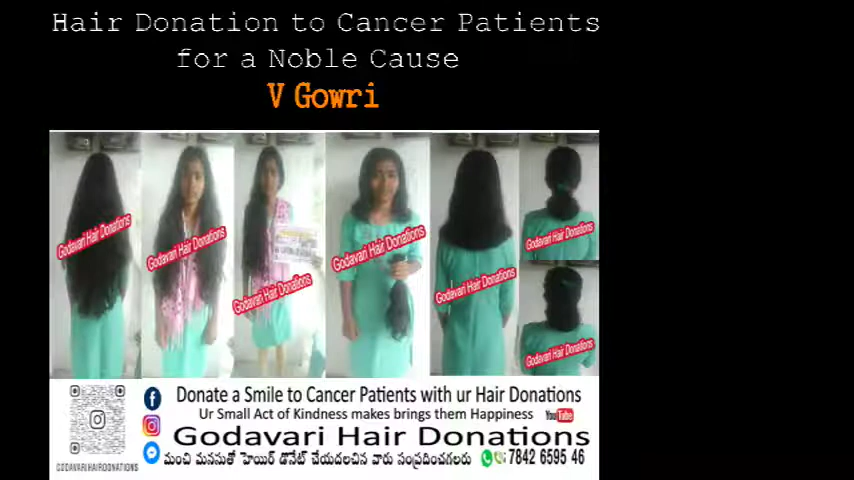 Hair Donation to Cancer Patients
for a Noble Cause
V Gowri
Godavari Hair Donations
Godavari Hair Donations
Godavari Hair Donations
Godavari Hair Donations
Godavari Hair Donations
Godavari Hair Donations
Godavari Hair Donations
Donate a Smile to Cancer Patients with ur Hair Donations
Ur Small Act of Kindness makes brings them Happiness YouTube
Godavari Hair Donations
GODAVARIHAIRDONATIONS
మంచి మనసుతో హెయిర్ డొనేట్ చేయదలచిన వారు సంప్రదించగలరు 7842 6595 46